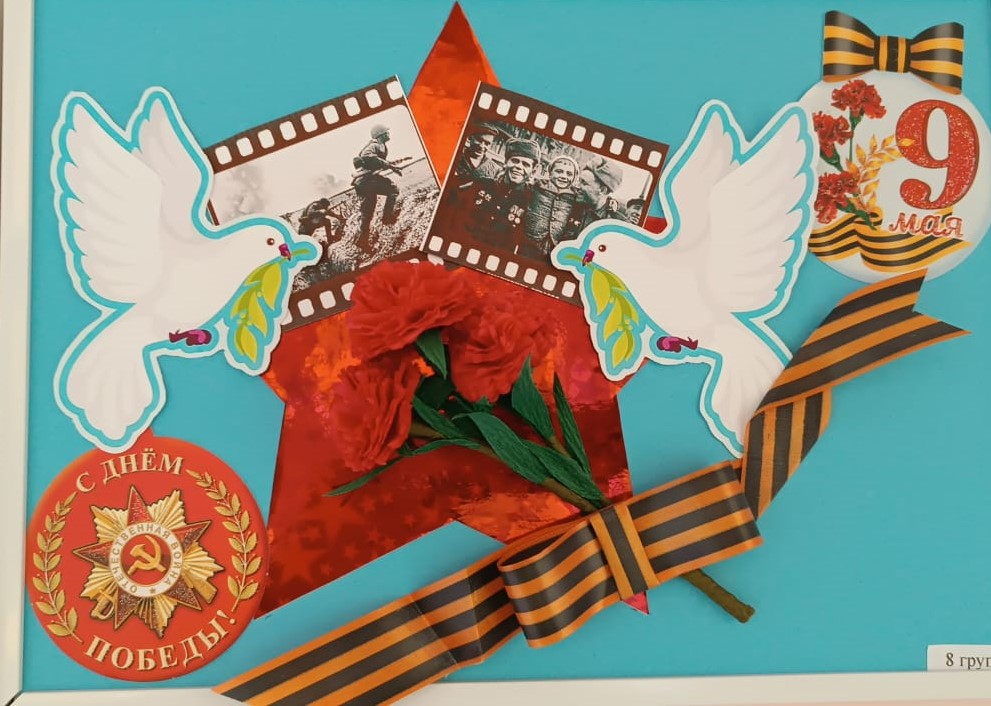 9
мая
С ДНЁМ
ОТЕЧЕСТВЕННАЯ ВОЙНА
ПОБЕДЫ!
8 груп